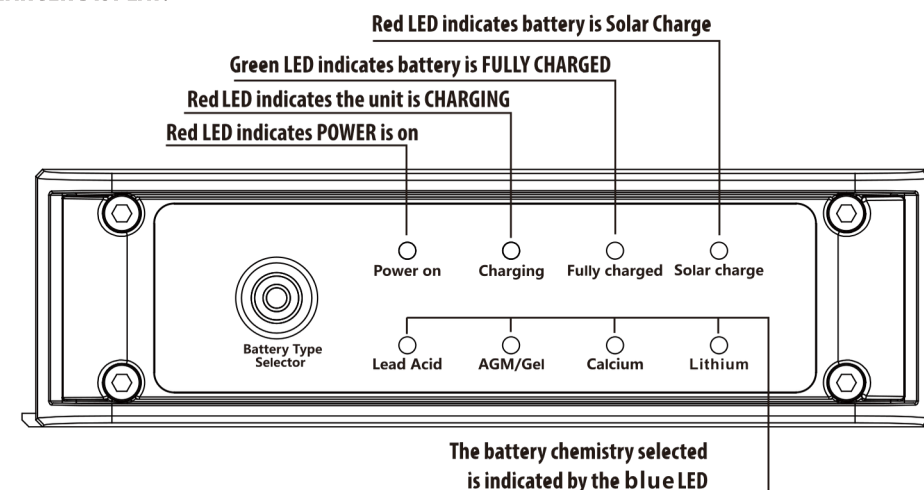 Red LED indicates battery is Solar Charge
Green LED indicates battery is FULLY CHARGED
Red LED indicates the unit is CHARGING
Red LED indicates POWER is on
Power on
Charging
Fully charged
Solar charge
Battery Type
Selector
Lead Acid
AGM/Gel
Calcium
Lithium
The battery chemistry selected
is indicated by the blue LED